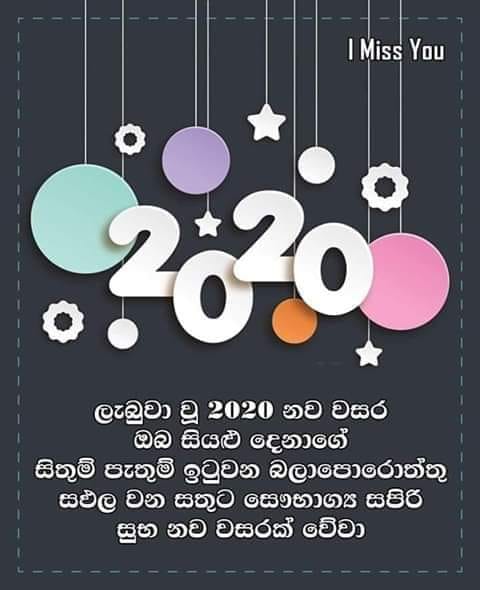 I Miss You
2020
ලැබුවා වූ 2020 නව වසර
ඔබ සියළු දෙනාගේ
සිතුම් පැතුම් ඉටුවන බලාපොරොත්තු
සඵල වන සතුට සෞභාග්‍ය සපිරි
සුභ නව වසරක් වේවා